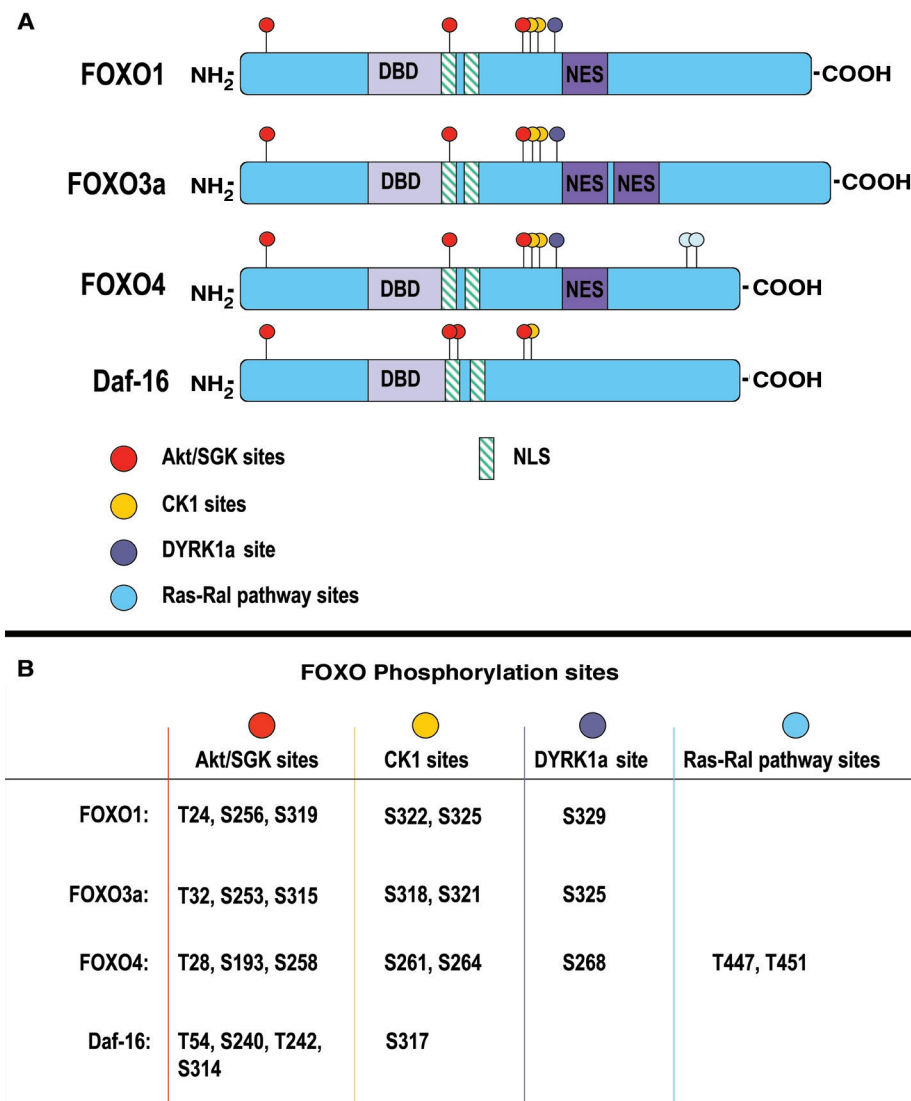 A
FOXO1
NH2-
DBD
NES
-COOH
FOXO3a
NH2-
DBD
NES
NES
-COOH
FOXO4
NH2-
DBD
NES
-COOH
Daf-16
NH2-
DBD
-COOH
Akt/SGK sites
NLS
CK1 sites
DYRK1a site
Ras-Ral pathway sites
B
FOXO Phosphorylation sites
Akt/SGK sites CK1 sites DYRK1a site Ras-Ral pathway sites
FOXO1: T24, S256, S319 S322, S325 S329
FOXO3a: T32, S253, S315 S318, S321 S325
FOXO4: T28, S193, S258 S261, S264 S268 T447, T451
Daf-16: T54, S240, T242, S317
S314